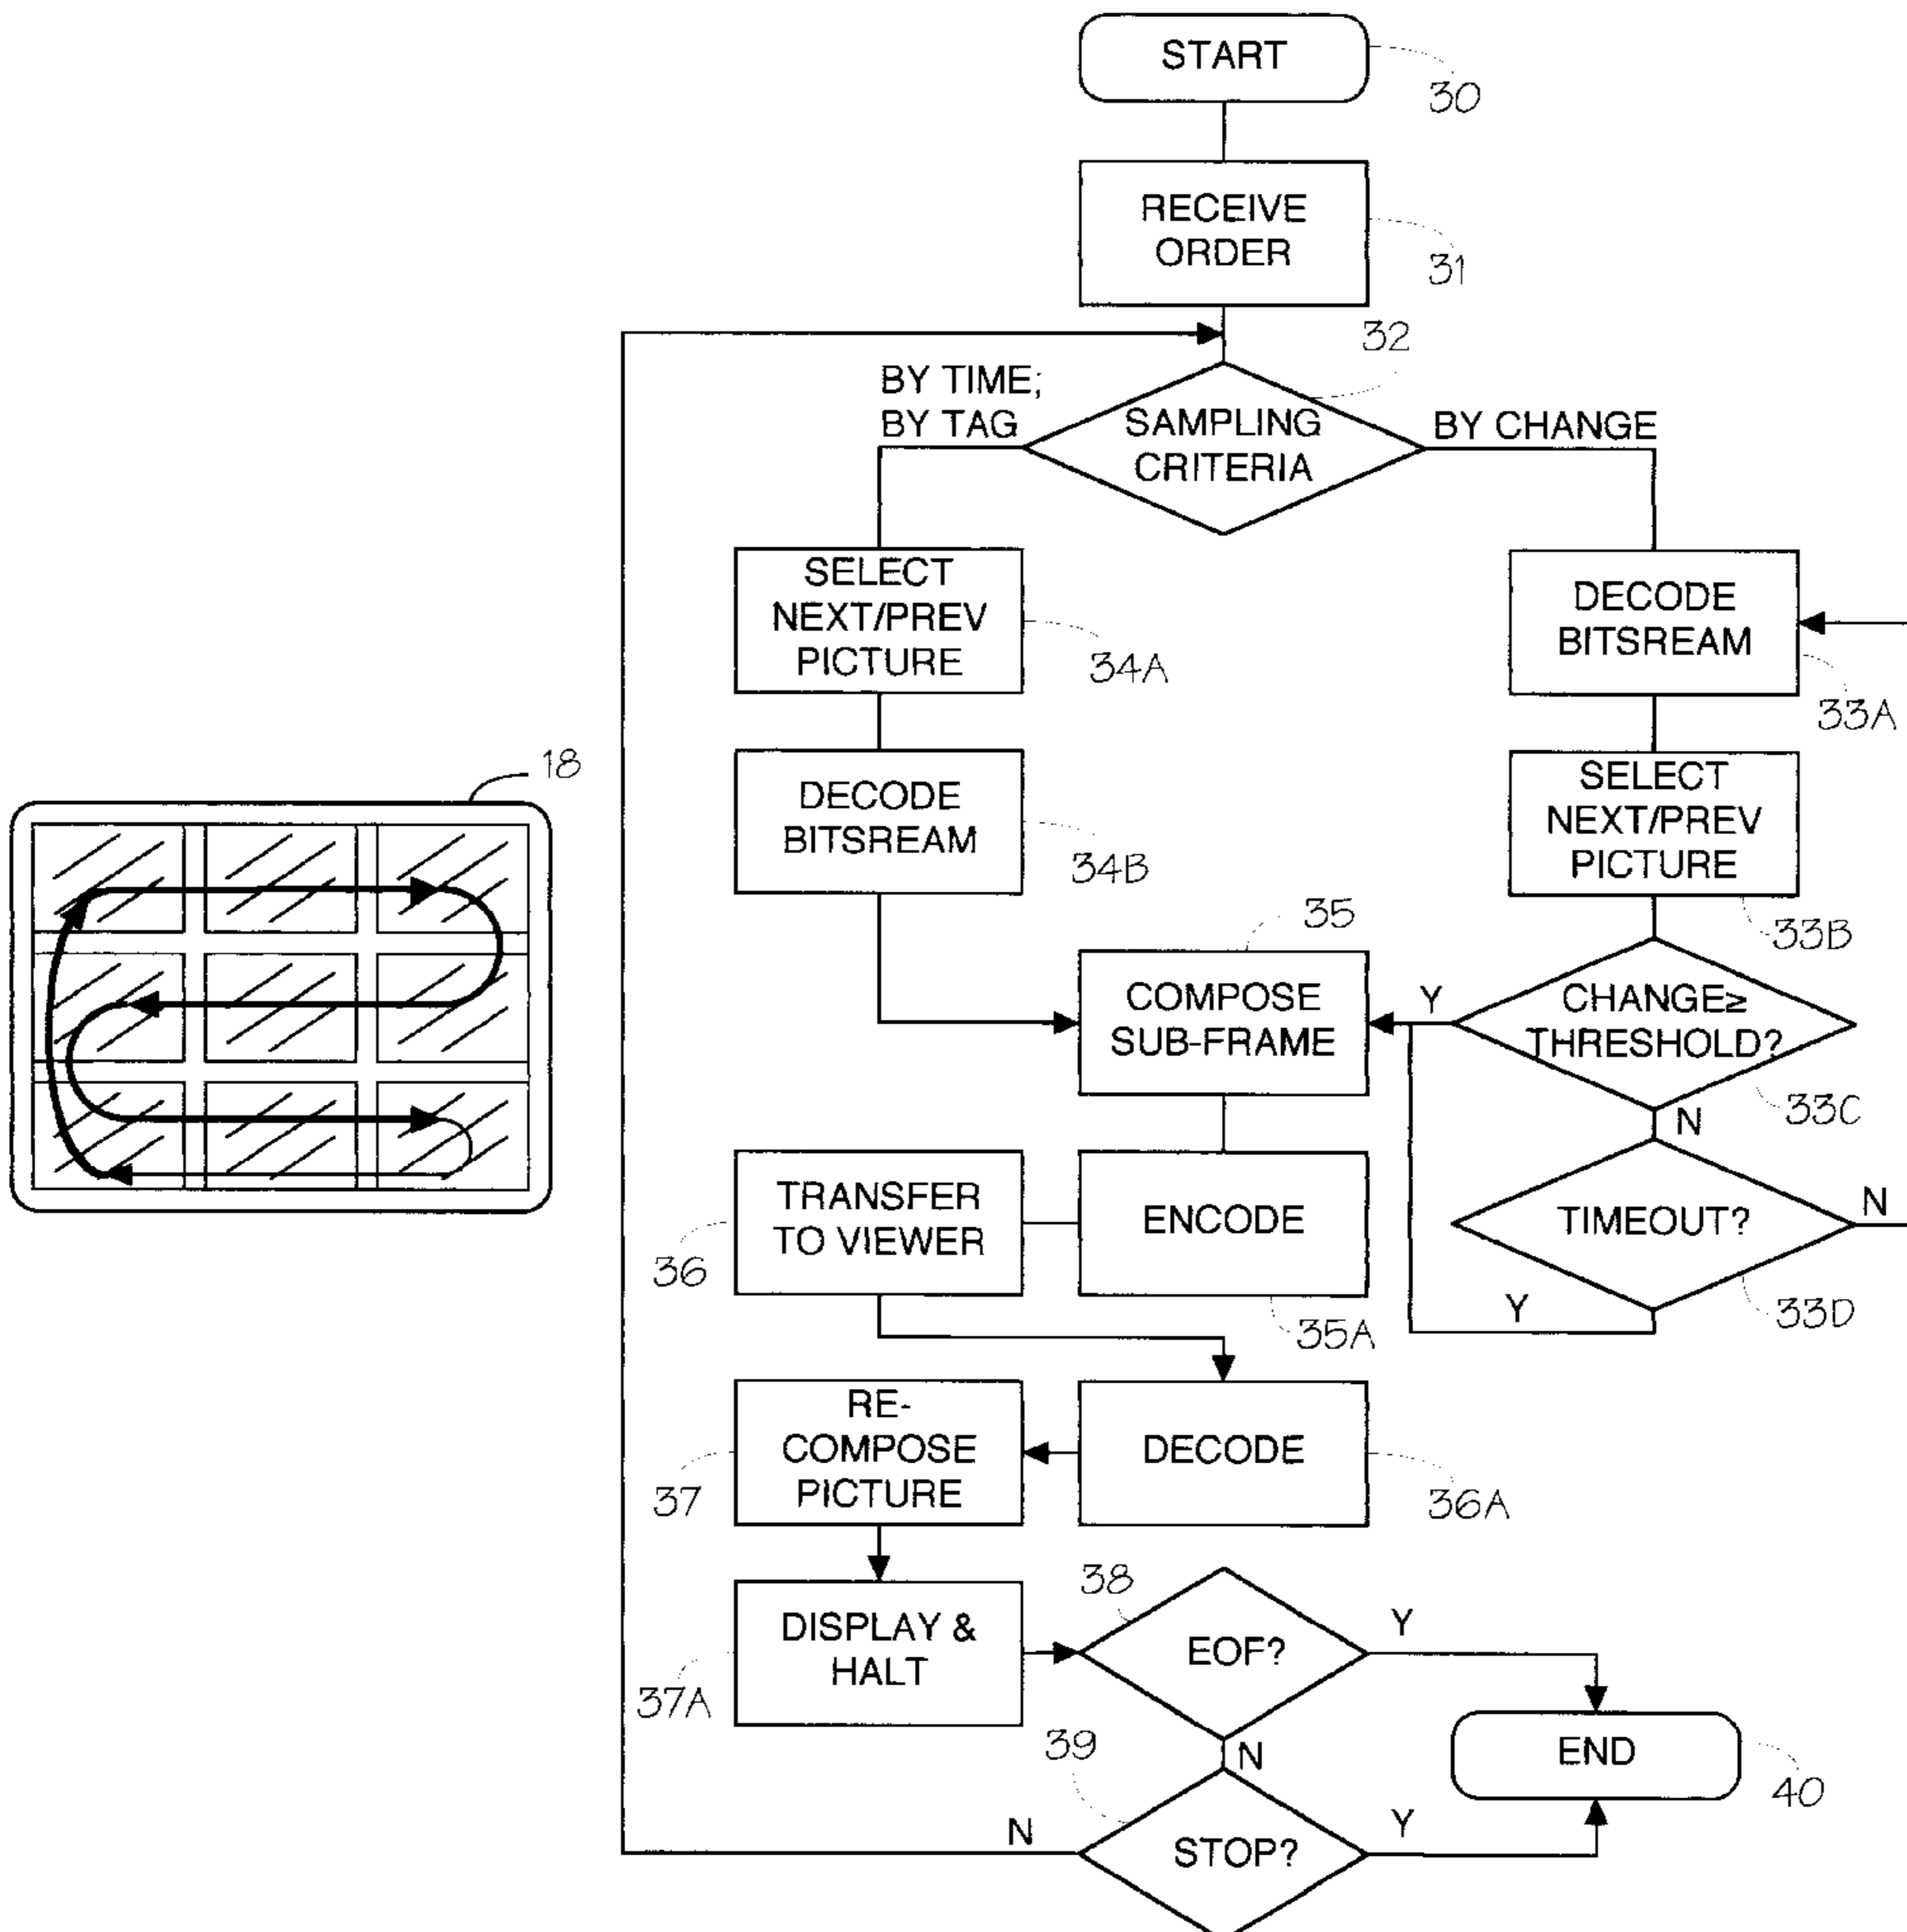 START
30
RECEIVE
ORDER
31
32
BY TIME;
BY TAG
SAMPLING
CRITERIA
BY CHANGE
SELECT
NEXT/PREV
PICTURE
34A
DECODE
BITSREAM
33A
18
DECODE
BITSREAM
34B
SELECT
NEXT/PREV
PICTURE
33B
35
COMPOSE
SUB-FRAME
Y
CHANGE≥
THRESHOLD?
33C
N
TRANSFER
TO VIEWER
36
ENCODE
35A
TIMEOUT?
N
Y
33D
RE-
COMPOSE
PICTURE
37
DECODE
36A
DISPLAY &
HALT
37A
38
EOF?
Y
N
END
40
39
STOP?
N
Y